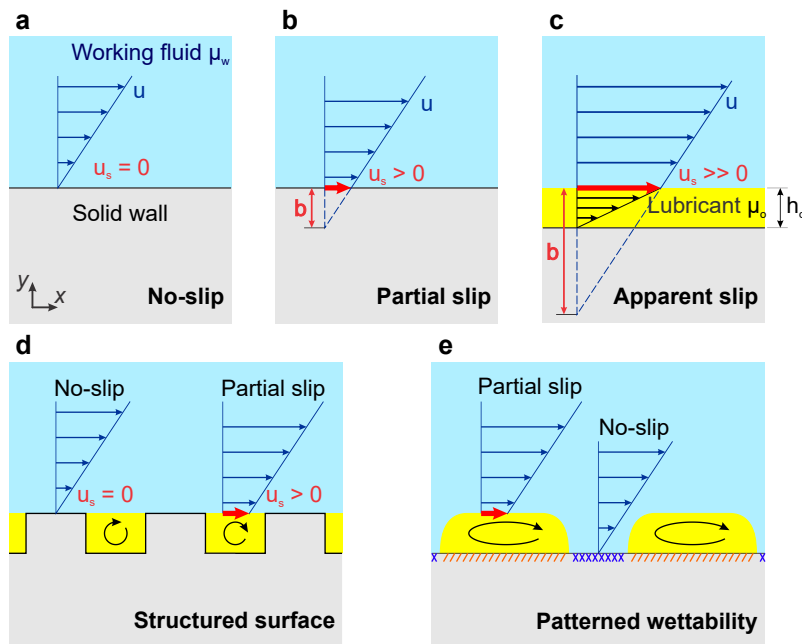 a
Working fluid μw
u
us = 0
Solid wall
y
x
No-slip
b
u
us > 0
b
Partial slip
c
u
us >> 0
Lubricant μo
ho
b
Apparent slip
d
No-slip
Partial slip
us = 0
us > 0
Structured surface
e
Partial slip
No-slip
Patterned wettability